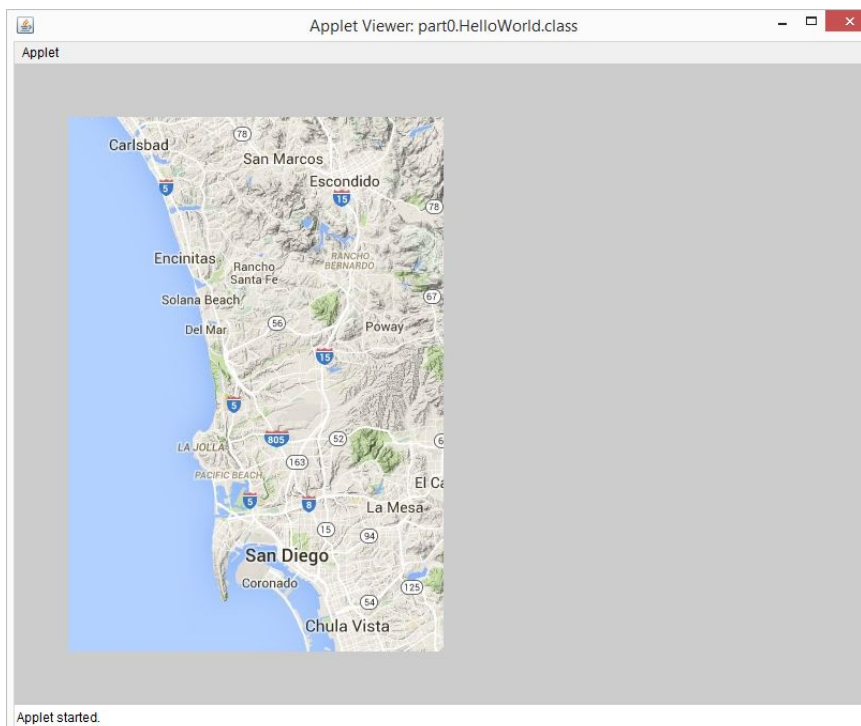 Applet Viewer: part0.HelloWorld.class
Applet
78
Carlsbad
San Marcos
Escondido
5
15
78
Encinitas
RANCHO
BERNARDO
Rancho
Santa Fe
67
Solana Beach
56
Del Mar
Poway
15
5
805
52
LA JOLLA
163
PACIFIC BEACH
5
8
La Mesa
15
94
San Diego
Coronado
125
54
Chula Vista
Applet started.